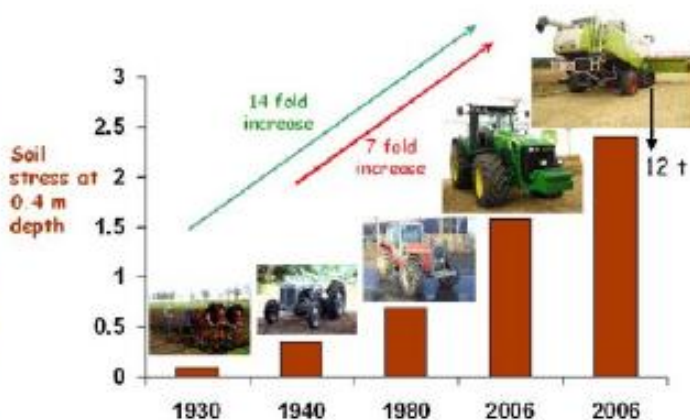 3
2.5
2
1.5
1
0.5
0
Soil
stress at
0.4 m
depth
14 fold
increase
7 fold
increase
12 t
1930
1940
1980
2006
2006